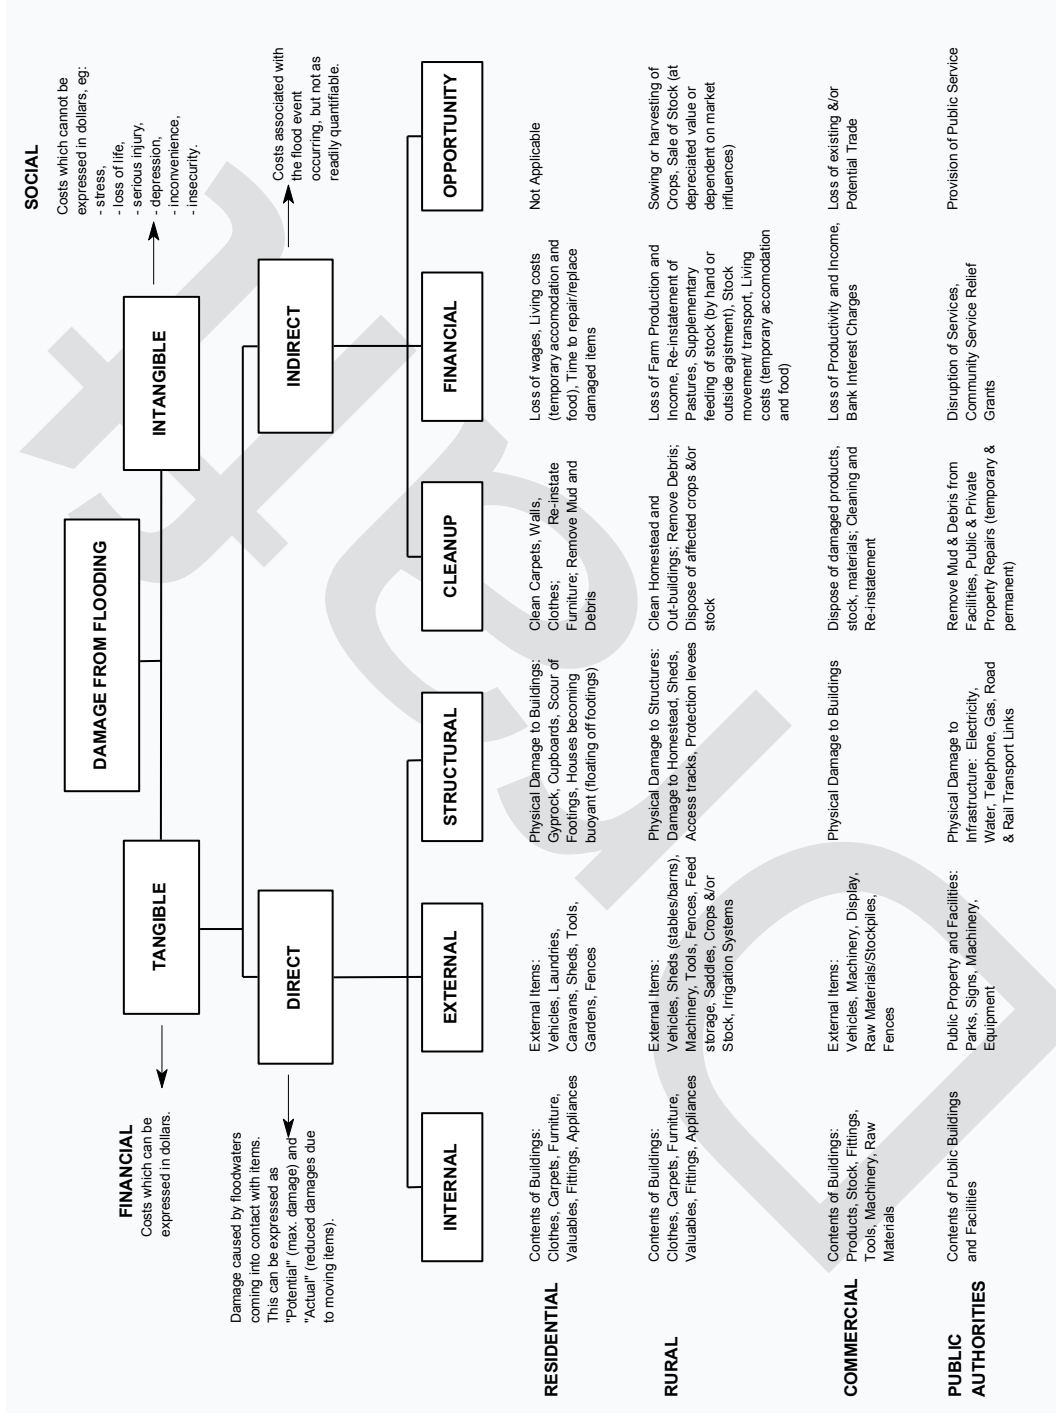 SOCIAL
Costs which cannot be
expressed in dollars, eg:
- stress,
- loss of life,
- serious injury,
- depression,
- inconvenience,
- insecurity.
DAMAGE FROM FLOODING
FINANCIAL
Costs which can be
expressed in dollars.
TANGIBLE
INTANGIBLE
Damage caused by floodwaters
coming into contact with items.
This can be expressed as
"Potential" (max. damage) and
"Actual" (reduced damages due
to moving items).
DIRECT
INDIRECT
Costs associated with
the flood event
occurring, but not as
readily quantifiable.
INTERNAL
EXTERNAL
STRUCTURAL
CLEANUP
FINANCIAL
OPPORTUNITY
RESIDENTIAL
Contents of Buildings:
Clothes, Carpets, Furniture,
Valuables, Fittings, Appliances
External Items:
Vehicles, Laundries,
Caravans, Sheds, Tools,
Gardens, Fences
Physical Damage to Buildings:
Gyprock, Cupboards, Scour of
Footings, Houses becoming
buoyant (floating off footings)
Clean Carpets, Walls,
Clothes; Re-instate
Furniture; Remove Mud and
Debris
Loss of wages, Living costs
(temporary accomodation and
food), Time to repair/replace
damaged items
Not Applicable
RURAL
Contents of Buildings:
Clothes, Carpets, Furniture,
Valuables, Fittings, Appliances
External Items:
Vehicles, Sheds (stables/barns),
Machinery, Tools, Fences, Feed
storage, Saddles, Crops &/or
Stock, Irrigation Systems
Physical Damage to Structures:
Damage to Homestead, Sheds,
Access tracks, Protection levees
Clean Homestead and
Out-buildings; Remove Debris;
Dispose of affected crops &/or
stock
Loss of Farm Production and
Income, Re-instatement of
Pastures, Supplementary
feeding of stock (by hand or
outside agistment), Stock
movement/ transport, Living
costs (temporary accomodation
and food)
Sowing or harvesting of
Crops, Sale of Stock (at
depreciated value or
dependent on market
influences)
COMMERCIAL
Contents of Buildings:
Products, Stock, Fittings,
Tools, Machinery, Raw
Materials
External Items:
Vehicles, Machinery, Display,
Raw Materials/Stockpiles,
Fences
Physical Damage to Buildings
Dispose of damaged products,
stock, materials; Cleaning and
Re-instatement
Loss of Productivity and Income,
Bank Interest Charges
Loss of existing &/or
Potential Trade
PUBLIC
AUTHORITIES
Contents of Public Buildings
and Facilities
Public Property and Facilities:
Parks, Signs, Machinery,
Equipment
Physical Damage to
Infrastructure: Electricity,
Water, Telephone, Gas, Road
& Rail Transport Links
Remove Mud & Debris from
Facilities, Public & Private
Property Repairs (temporary &
permanent)
Disruption of Services,
Community Service Relief
Grants
Provision of Public Service
Draft